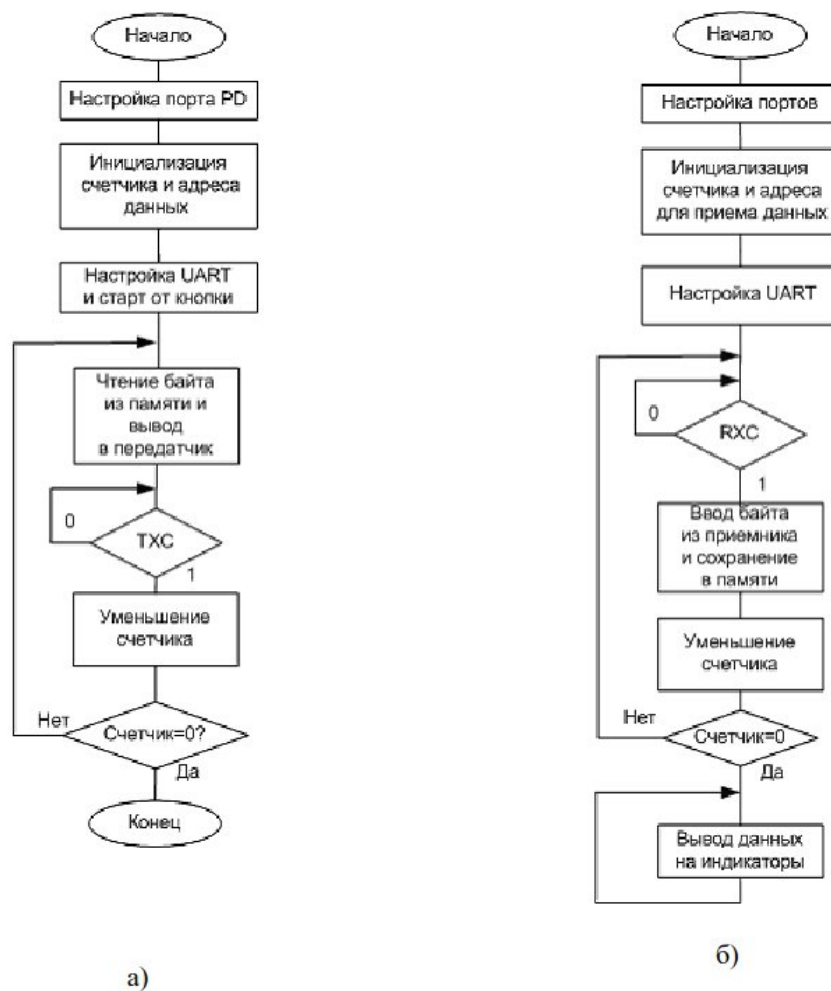 Начало
Настройка порта PD
Инициализация
счетчика и адреса
данных
Настройка UART
и старт от кнопки
Чтение байта
из памяти и
вывод
в передатчик
0
TXC
1
Уменьшение
счетчика
Нет
Счетчик=0?
Да
Конец
а)
Начало
Настройка портов
Инициализация
счетчика и адреса
для приема данных
Настройка UART
0
RXC
1
Ввод байта
из приемника
и сохранение
в памяти
Уменьшение
счетчика
Нет
Счетчик=0
Да
Вывод данных
на индикаторы
б)